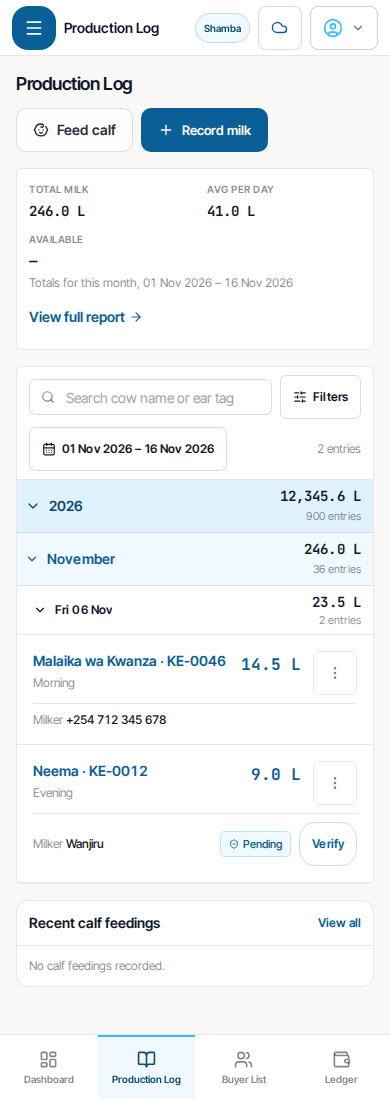 Production Log
Shamba
Production Log
Feed calf
Record milk
TOTAL MILK
AVG PER DAY
246.0 L
41.0 L
AVAILABLE
–
Totals for this month, 01 Nov 2026 – 16 Nov 2026
View full report →
Search cow name or ear tag
Filters
01 Nov 2026 – 16 Nov 2026
2 entries
2026
12,345.6 L
900 entries
November
246.0 L
36 entries
Fri 06 Nov
23.5 L
2 entries
Malaika wa Kwanza · KE-0046
14.5 L
Morning
Milker +254 712 345 678
Neema · KE-0012
9.0 L
Evening
Milker Wanjiru
Pending
Verify
Recent calf feedings
View all
No calf feedings recorded.
Dashboard
Production Log
Buyer List
Ledger